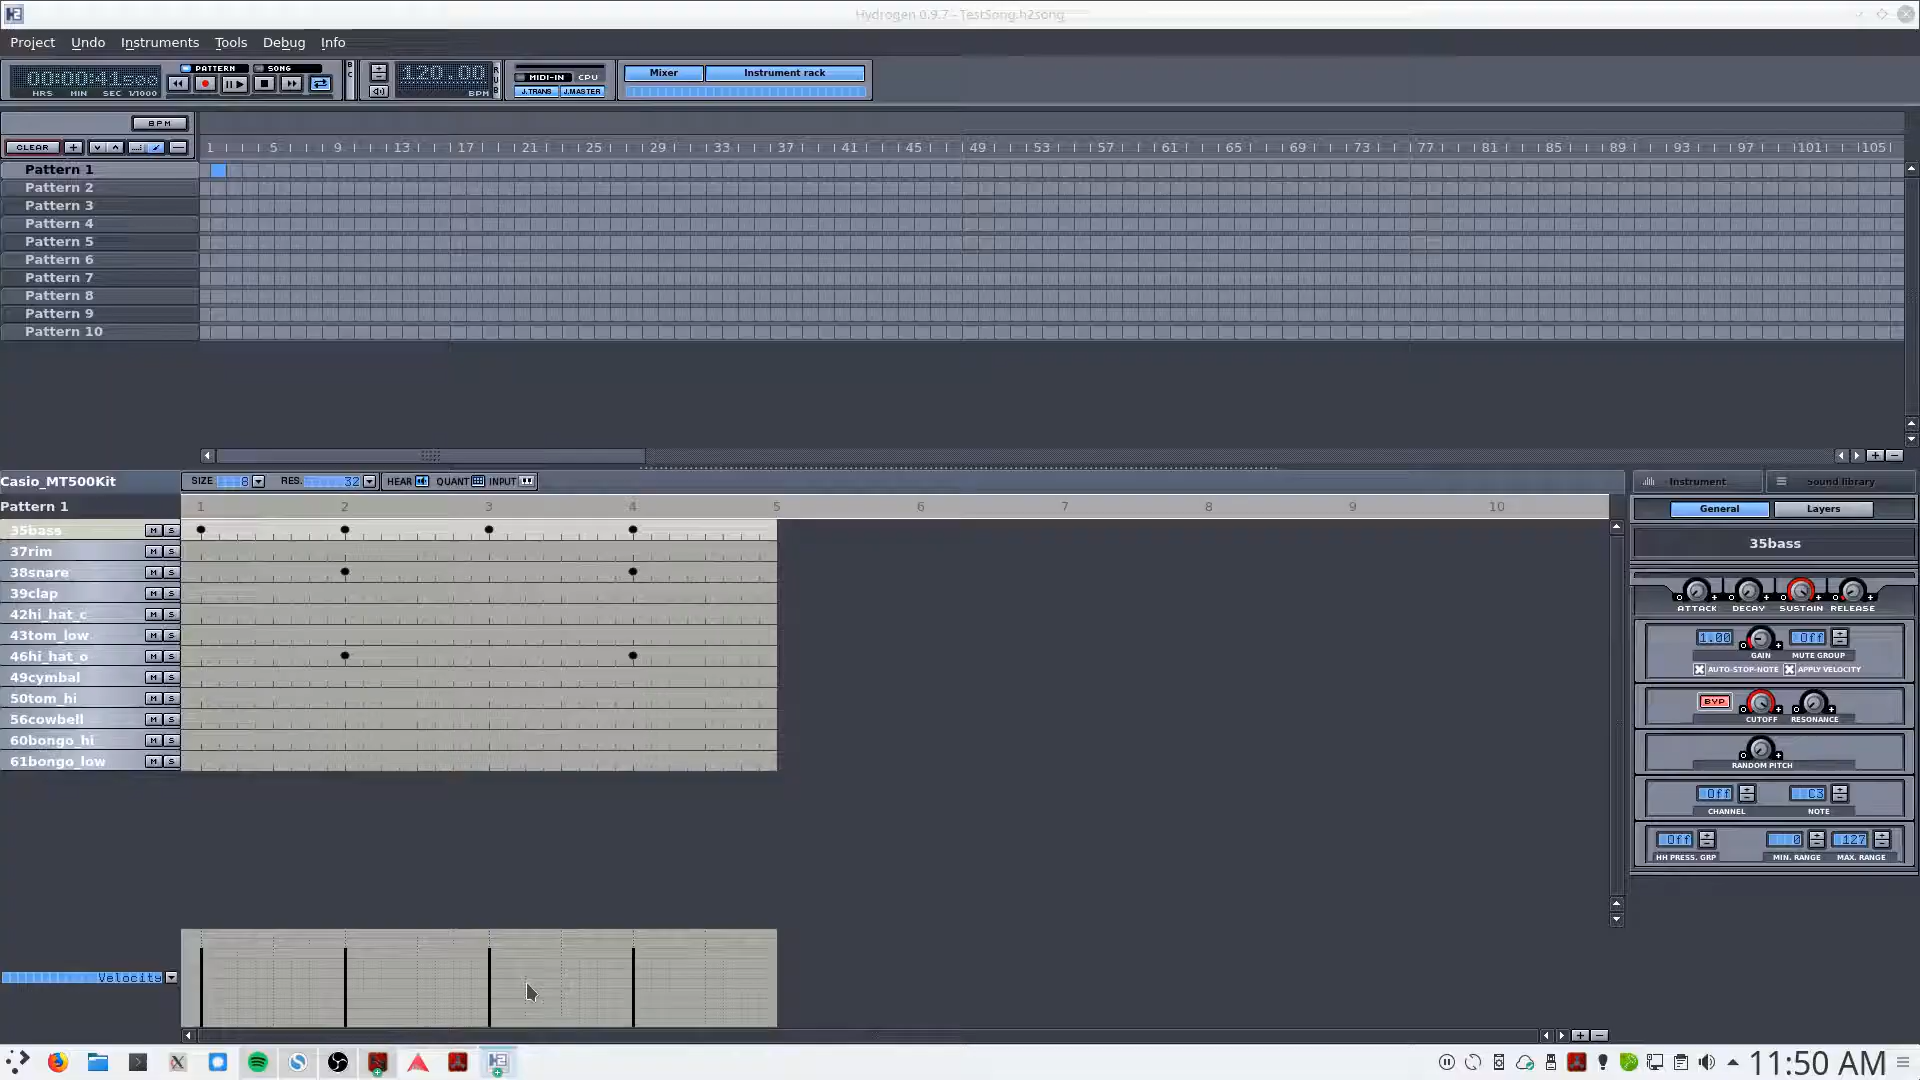 Hydrogen 0.9.7 - TestSong.h2song
Project Undo Instruments Tools Debug Info
00:00:41:500
HRS MIN SEC 1/1000
PATTERN SONG
B C
120.00
BPM
R U B
MIDI-IN CPU
J.TRANS J.MASTER
Mixer Instrument rack
BPM
CLEAR
1 5 9 13 17 21 25 29 33 37 41 45 49 53 57 61 65 69 73 77 81 85 89 93 97 101 105
Pattern 1
Pattern 2
Pattern 3
Pattern 4
Pattern 5
Pattern 6
Pattern 7
Pattern 8
Pattern 9
Pattern 10
Casio_MT500Kit
SIZE 8 RES. 32 HEAR QUANT INPUT
Pattern 1
1 2 3 4 5 6 7 8 9 10
35bass M S
37rim M S
38snare M S
39clap M S
42hi_hat_c M S
43tom_low M S
46hi_hat_o M S
49cymbal M S
50tom_hi M S
56cowbell M S
60bongo_hi M S
61bongo_low M S
Velocity
Instrument Sound library
General Layers
35bass
ATTACK DECAY SUSTAIN RELEASE
1.00 Off
GAIN MUTE GROUP
AUTO-STOP-NOTE APPLY VELOCITY
BYP
CUTOFF RESONANCE
RANDOM PITCH
Off C3
CHANNEL NOTE
Off 0 127
HH PRESS. GRP MIN. RANGE MAX. RANGE
11:50 AM